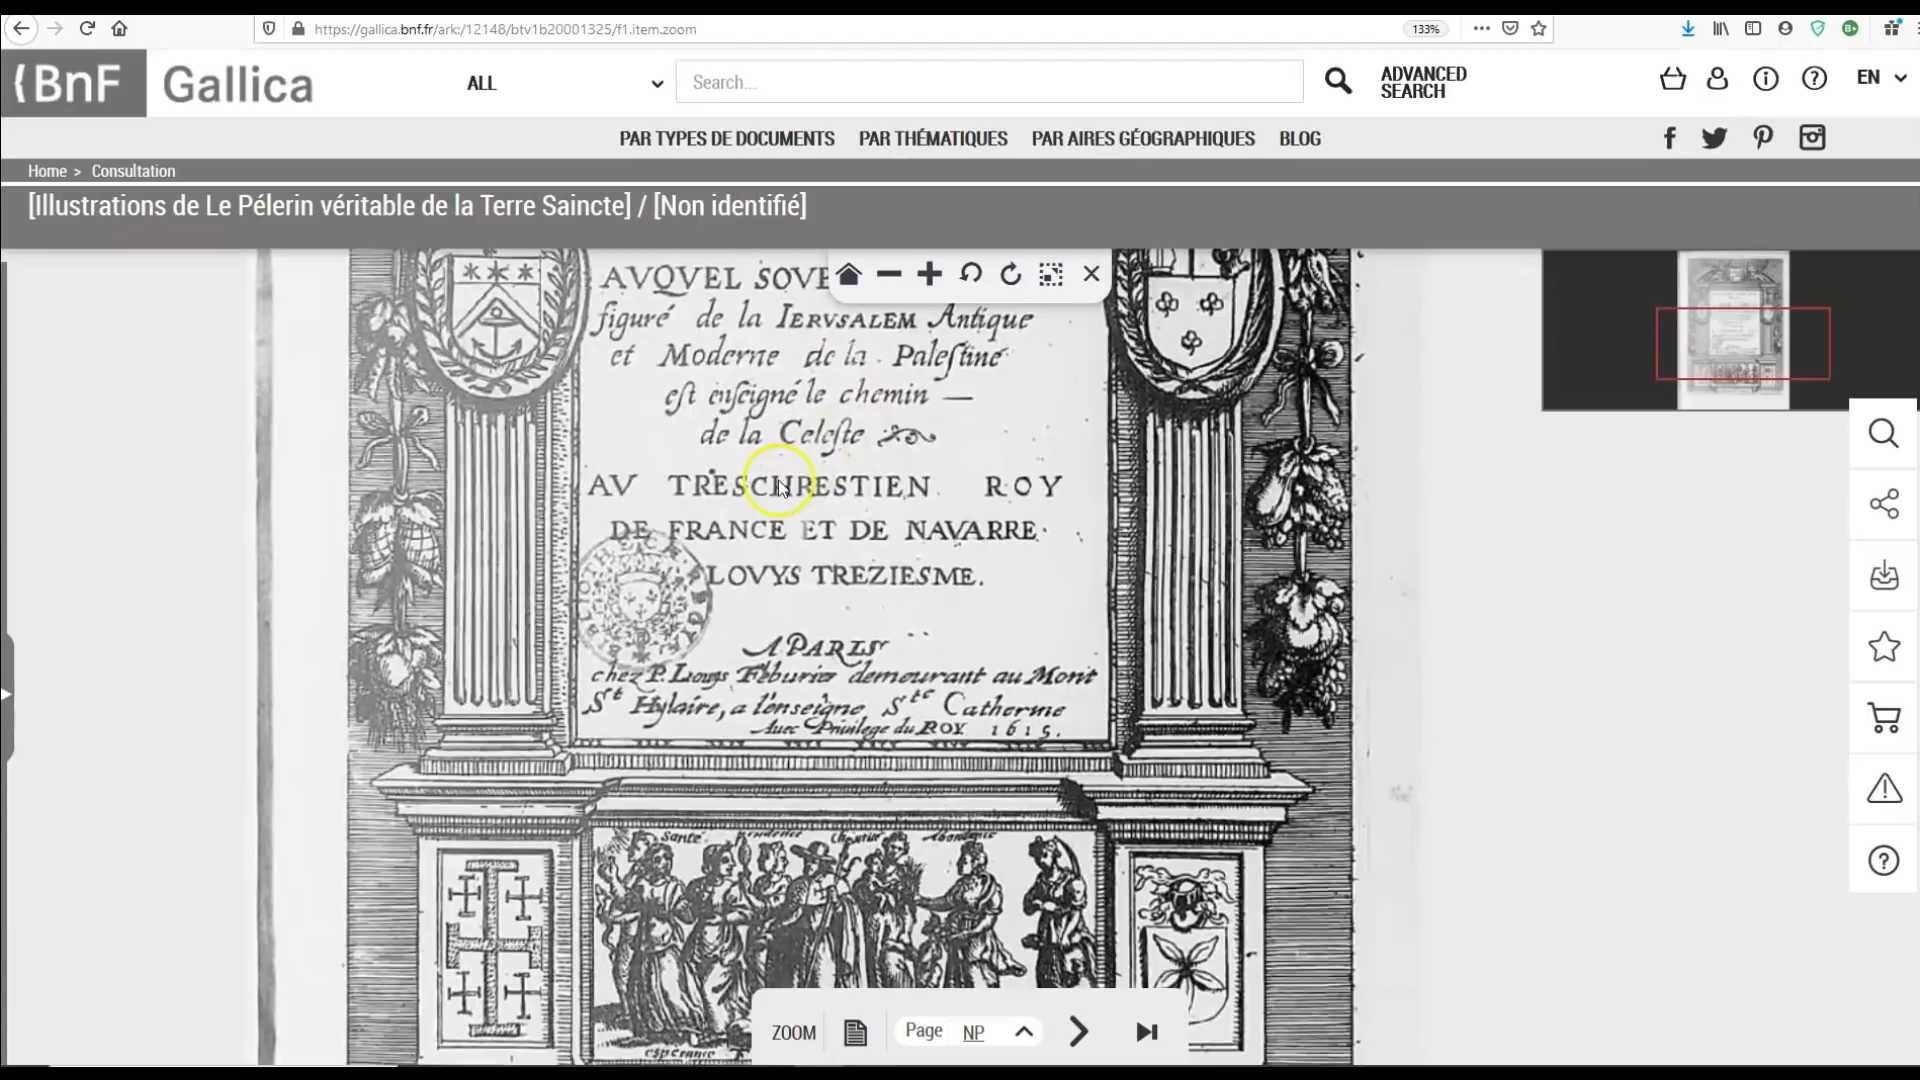 https://gallica.bnf.fr/ark:/12148/btv1b20001325/f1.item.zoom
133%
BnF Gallica
ALL
Search...
ADVANCED SEARCH
EN
PAR TYPES DE DOCUMENTS PAR THÉMATIQUES PAR AIRES GÉOGRAPHIQUES BLOG
Home > Consultation
[Illustrations de Le Pélerin véritable de la Terre Saincte] / [Non identifié]
AVQVEL
figuré de la IERVSALEM Antique
et Moderne de la Palestine
est enseigné le chemin —
de la Celeste
AV TRESCHRESTIEN ROY
DE FRANCE ET DE NAVARRE
LOVYS TREZIESME.
A PARIS
chez P. Louys Feburier demeurant au Mont
St Hylaire, a l'enseigne Ste Catherine
Auec Priuilege du ROY 1615.
Santé
Abondance
esperance
ZOOM
Page NP